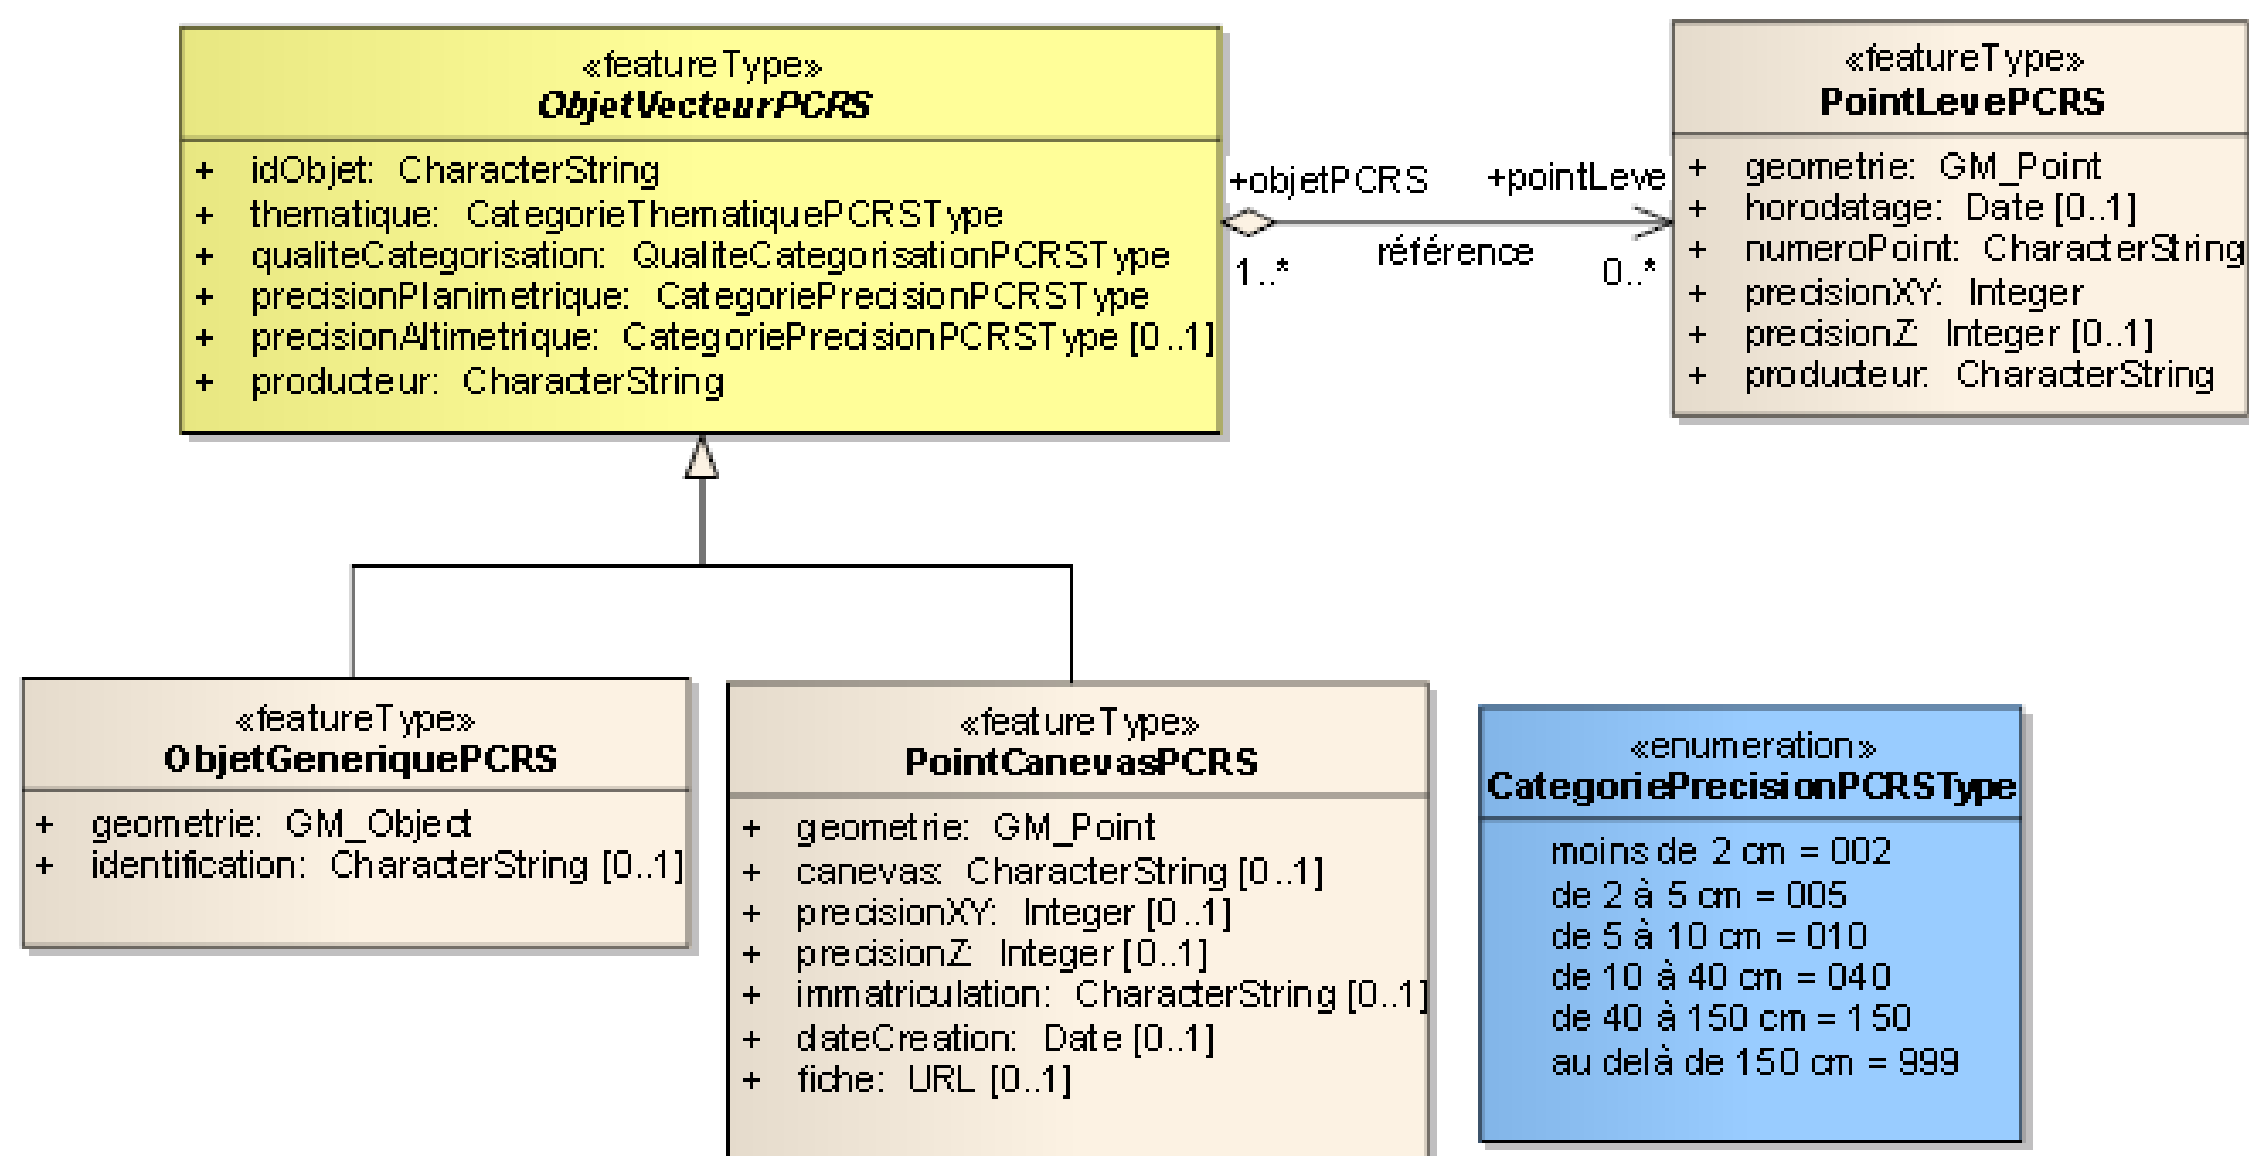 «featureType»
ObjetVecteurPCRS
+ idObjet: CharacterString
+ thematique: CategorieThematiquePCRSType
+ qualiteCategorisation: QualiteCategorisationPCRSType
+ precisionPlanimetrique: CategoriePrecisionPCRSType
+ precisionAltimetrique: CategoriePrecisionPCRSType [0..1]
+ producteur: CharacterString
+objetPCRS
+pointLeve
référence
1..*
0..*
«featureType»
PointLevePCRS
+ geometrie: GM_Point
+ horodatage: Date [0..1]
+ numeroPoint: CharacterString
+ precisionXY: Integer
+ precisionZ: Integer [0..1]
+ producteur: CharacterString
«featureType»
ObjetGeneriquePCRS
+ geometrie: GM_Object
+ identification: CharacterString [0..1]
«featureType»
PointCanevasPCRS
+ geometrie: GM_Point
+ canevas: CharacterString [0..1]
+ precisionXY: Integer [0..1]
+ precisionZ: Integer [0..1]
+ immatriculation: CharacterString [0..1]
+ dateCreation: Date [0..1]
+ fiche: URL [0..1]
«enumeration»
CategoriePrecisionPCRSType
moins de 2 cm = 002
de 2 à 5 cm = 005
de 5 à 10 cm = 010
de 10 à 40 cm = 040
de 40 à 150 cm = 150
au delà de 150 cm = 999